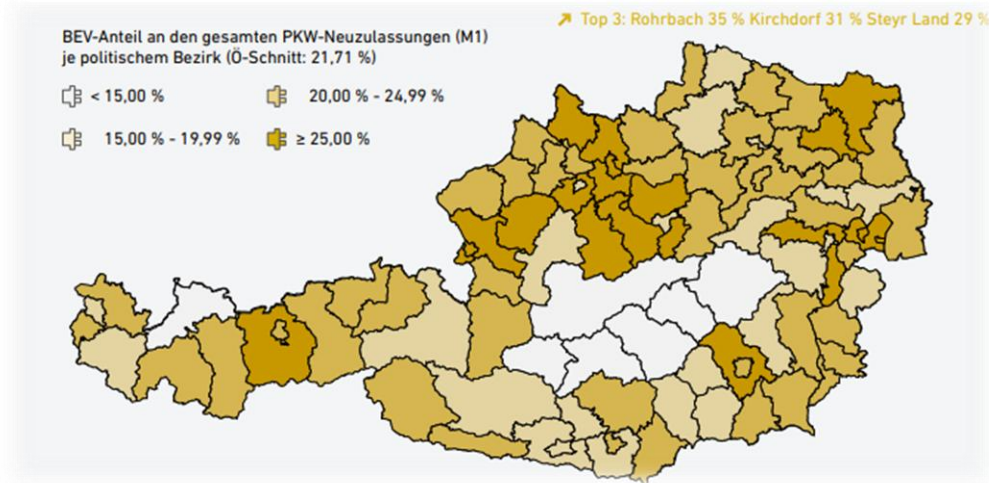 ↗ Top 3: Rohrbach 35 % Kirchdorf 31 % Steyr Land 29 %
BEV-Anteil an den gesamten PKW-Neuzulassungen (M1)
je politischem Bezirk (Ö-Schnitt: 21,71 %)
< 15,00 %
20,00 % - 24,99 %
15,00 % - 19,99 %
≥ 25,00 %